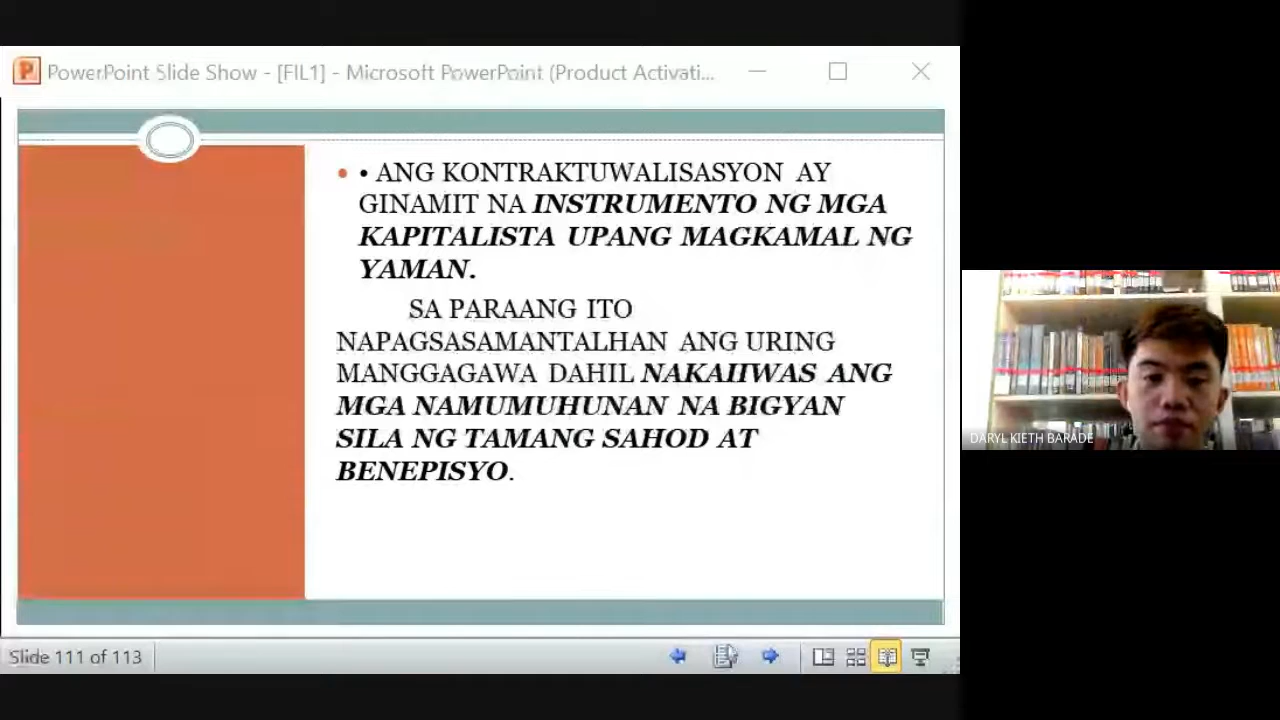 PowerPoint Slide Show - [FIL1] - Microsoft PowerPoint (Product Activati...
• • ANG KONTRAKTUWALISASYON AY
GINAMIT NA INSTRUMENTO NG MGA
KAPITALISTA UPANG MAGKAMAL NG
YAMAN.
SA PARAANG ITO
NAPAGSASAMANTALHAN ANG URING
MANGGAGAWA DAHIL NAKAIIWAS ANG
MGA NAMUMUHUNAN NA BIGYAN
SILA NG TAMANG SAHOD AT
BENEPISYO.
DARYL KIETH BARADE
Slide 111 of 113